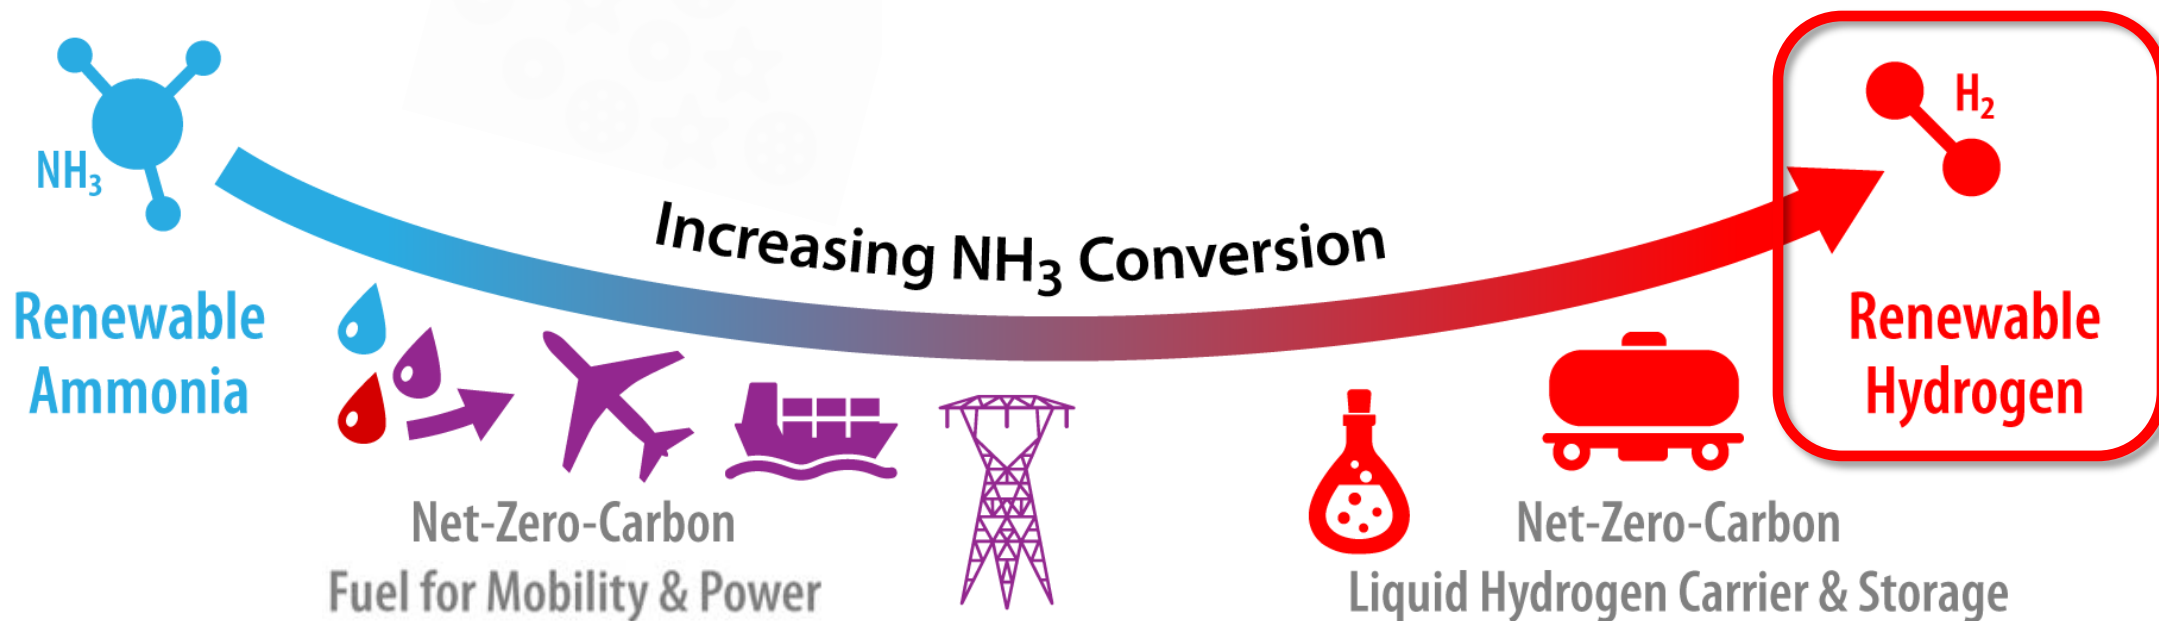 NH₃
Renewable
Ammonia
Increasing NH₃ Conversion
Net-Zero-Carbon
Fuel for Mobility & Power
Net-Zero-Carbon
Liquid Hydrogen Carrier & Storage
H₂
Renewable
Hydrogen